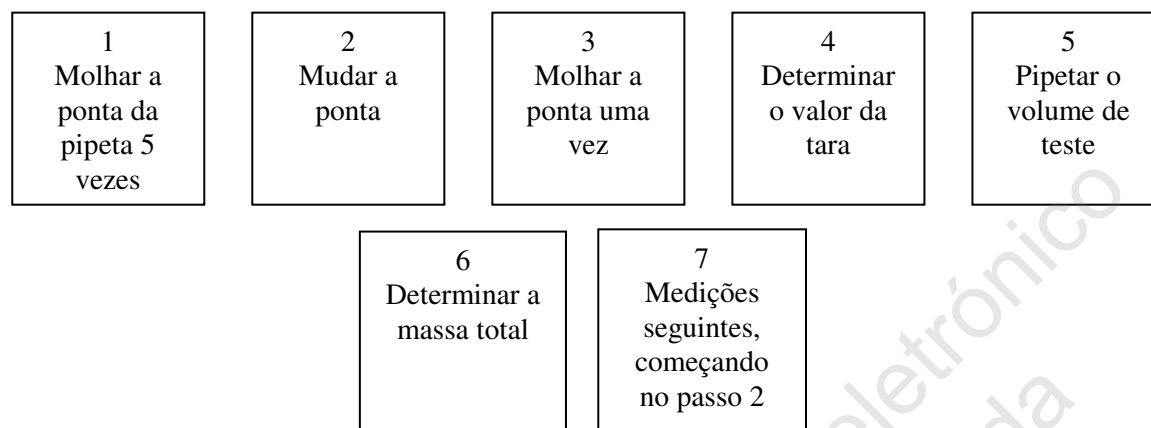 1
Molhar a
ponta da
pipeta 5
vezes
2
Mudar a
ponta
3
Molhar a
ponta uma
vez
4
Determinar
o valor da
tara
5
Pipetar o
volume de
teste
6
Determinar a
massa total
7
Medições
seguintes,
começando
no passo 2
eletrónico